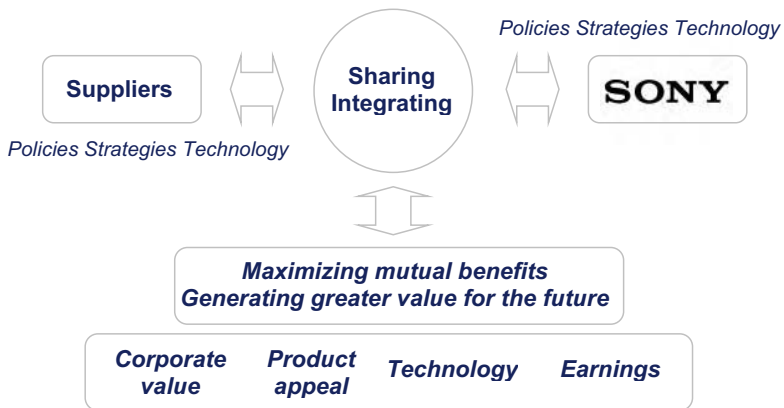 Policies Strategies Technology
Suppliers
Sharing
Integrating
SONY
Policies Strategies Technology
Maximizing mutual benefits
Generating greater value for the future
Corporate value
Product appeal
Technology
Earnings